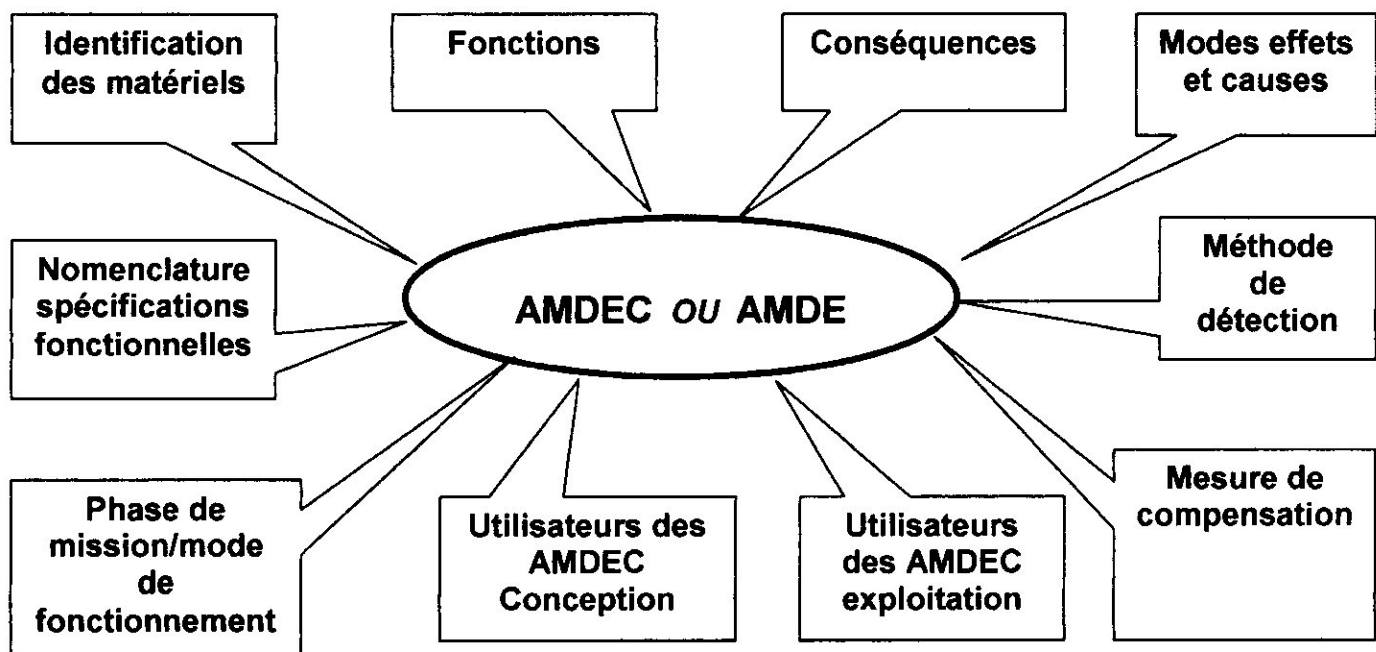 Identification
des matériels
Fonctions
Conséquences
Modes effets
et causes
Nomenclature
spécifications
fonctionnelles
AMDEC OU AMDE
Méthode
de
détection
Phase de
mission/mode
de
fonctionnement
Utilisateurs des
AMDEC
Conception
Utilisateurs
des AMDEC
exploitation
Mesure de
compensation